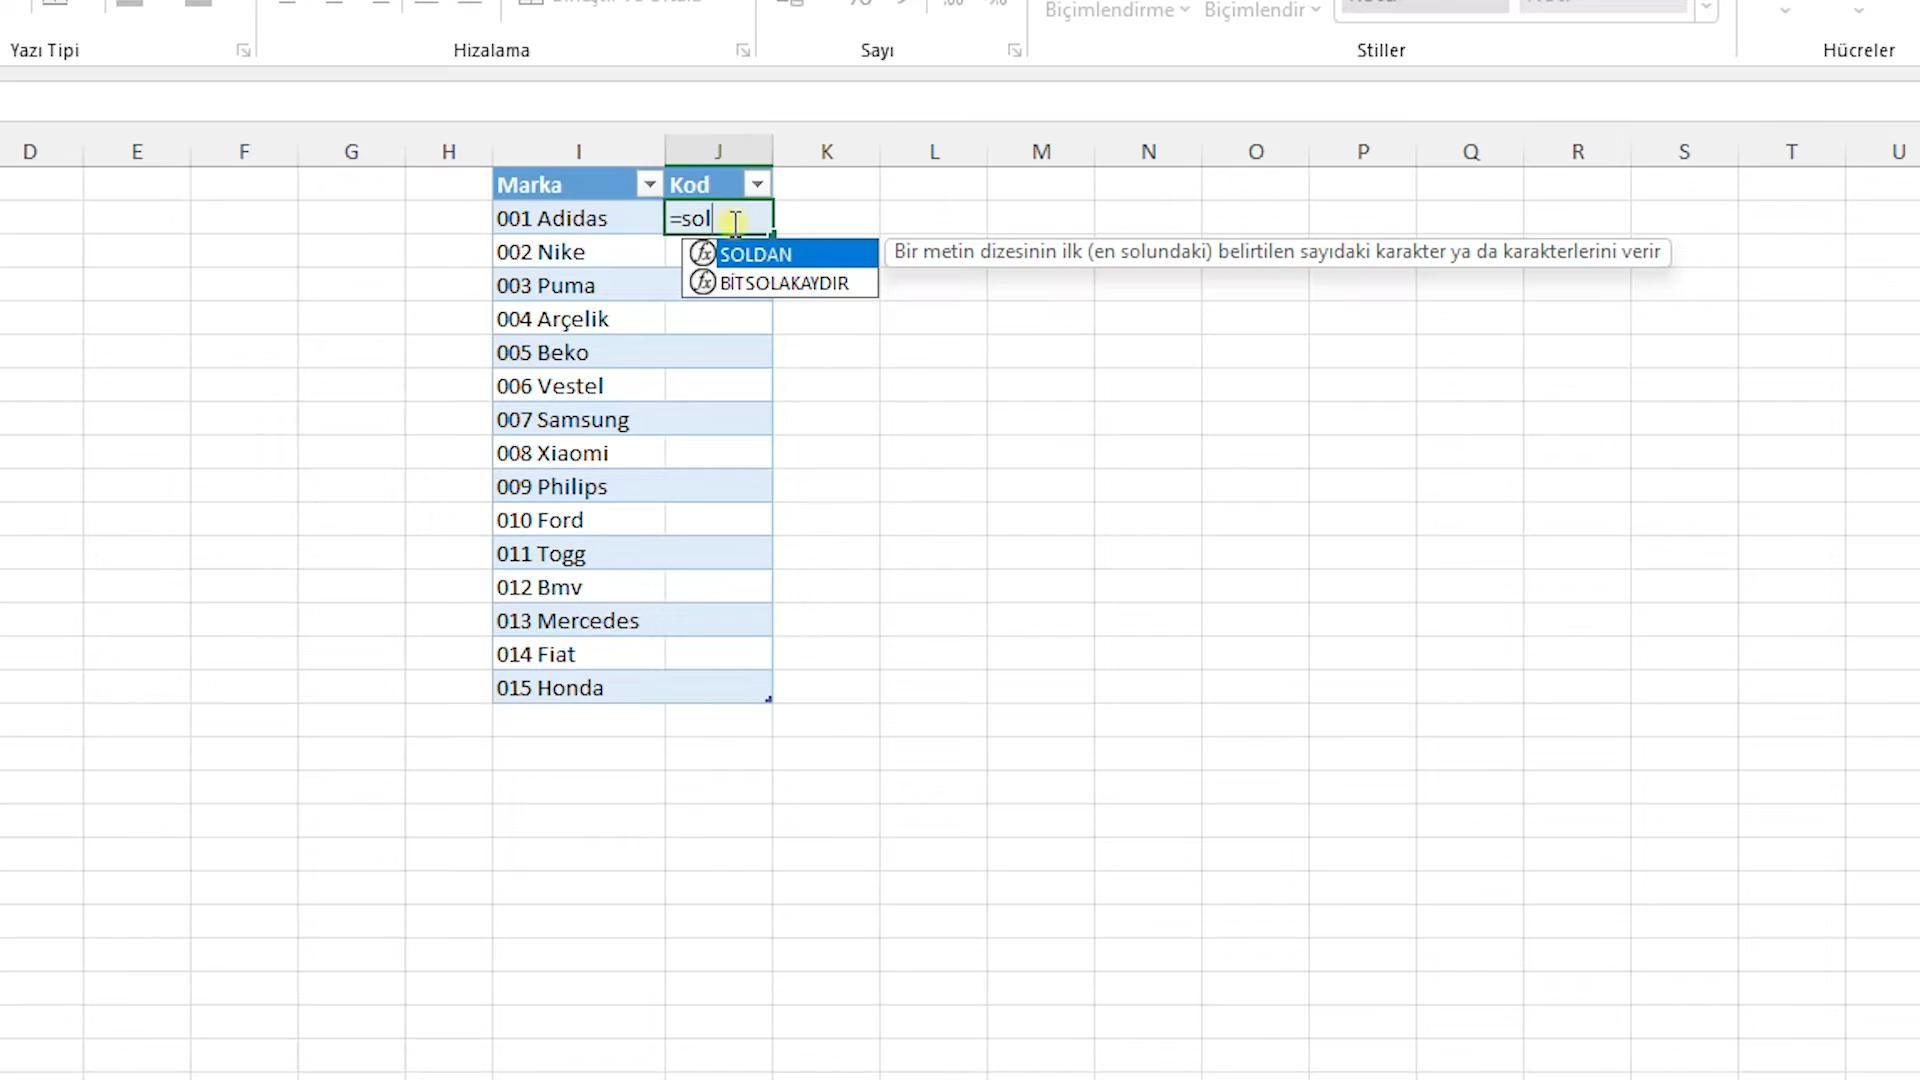 Biçimlendirme Biçimlendir
Yazı Tipi Hizalama Sayı Stiller Hücreler
D E F G H I J K L M N O P Q R S T U
Marka Kod
001 Adidas =sol
002 Nike SOLDAN Bir metin dizesinin ilk (en solundaki) belirtilen sayıdaki karakter ya da karakterlerini verir
003 Puma BİTSOLAKAYDIR
004 Arçelik
005 Beko
006 Vestel
007 Samsung
008 Xiaomi
009 Philips
010 Ford
011 Togg
012 Bmv
013 Mercedes
014 Fiat
015 Honda